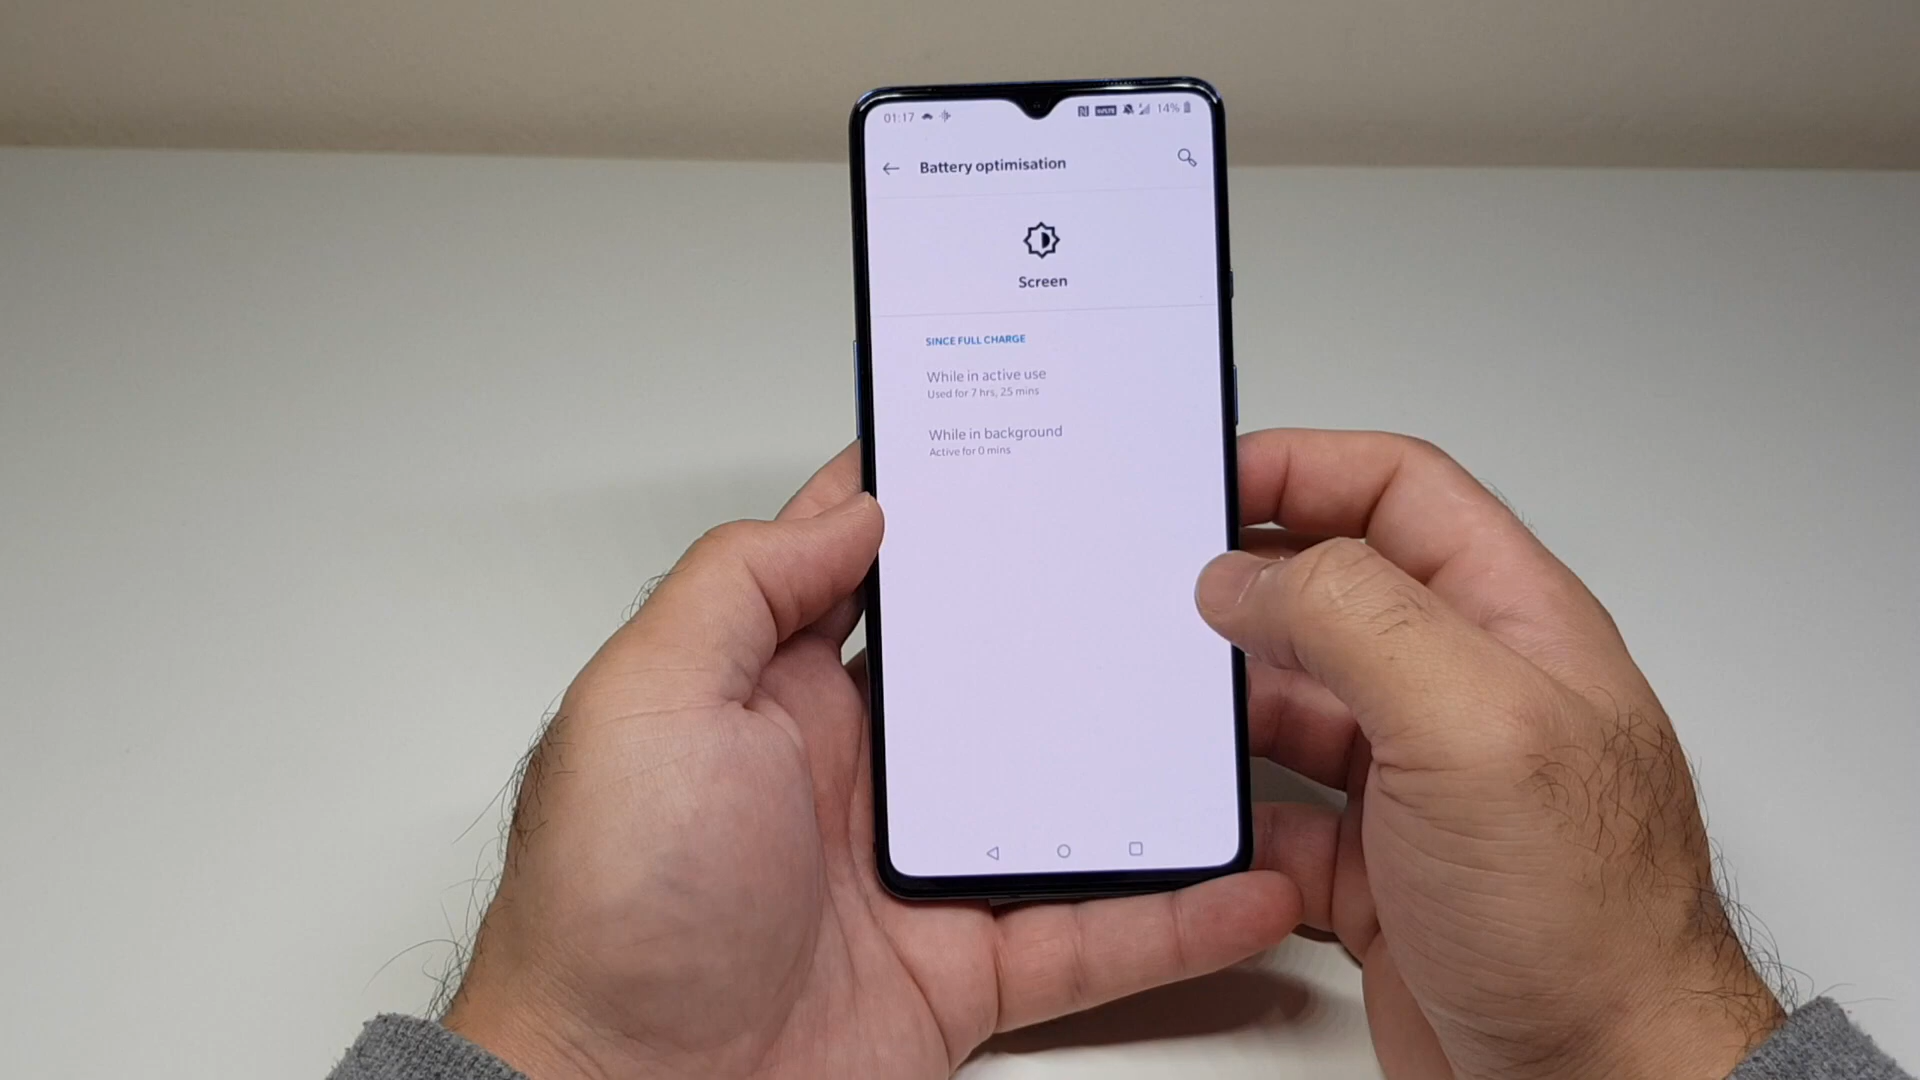 01:17 14%
Battery optimisation
Screen
SINCE FULL CHARGE
While in active use
Used for 7 hrs, 25 mins
While in background
Active for 0 mins